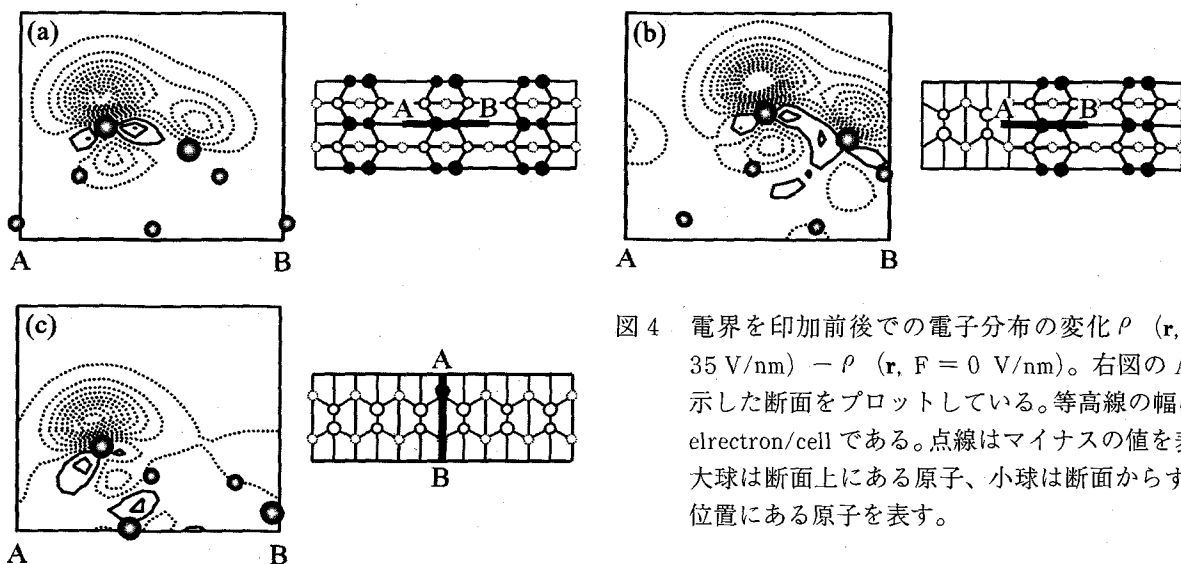 (a)
A
B
A
B
(b)
A
B
A
B
(c)
A
B
A
B
図4 電界を印加前後での電子分布の変化ρ (r,
35 V/nm) − ρ (r, F = 0 V/nm)。右図の
示した断面をプロットしている。等高線の幅
elrectron/cell である。点線はマイナスの値を
大球は断面上にある原子、小球は断面からず
位置にある原子を表す。